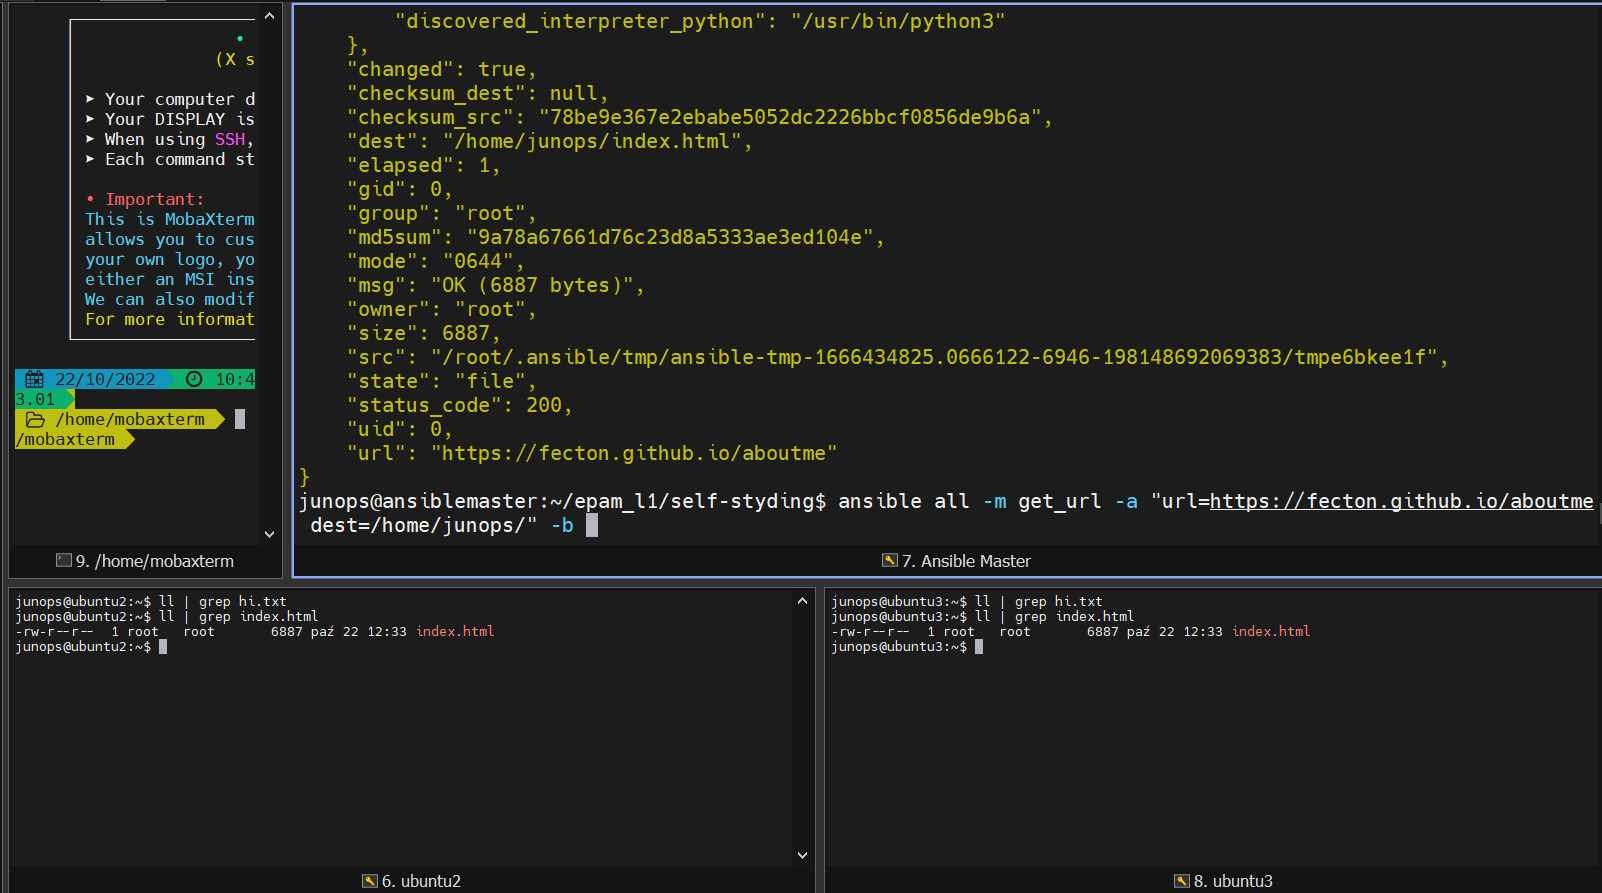 (X s
➤ Your computer d
➤ Your DISPLAY is
➤ When using SSH,
➤ Each command st
• Important:
This is MobaXterm
allows you to cus
your own logo, yo
either an MSI ins
We can also modif
For more informat
22/10/2022 10:4
3.01
/home/mobaxterm
/mobaxterm
9. /home/mobaxterm
"discovered_interpreter_python": "/usr/bin/python3"
},
"changed": true,
"checksum_dest": null,
"checksum_src": "78be9e367e2ebabe5052dc2226bbcf0856de9b6a",
"dest": "/home/junops/index.html",
"elapsed": 1,
"gid": 0,
"group": "root",
"md5sum": "9a78a67661d76c23d8a5333ae3ed104e",
"mode": "0644",
"msg": "OK (6887 bytes)",
"owner": "root",
"size": 6887,
"src": "/root/.ansible/tmp/ansible-tmp-1666434825.0666122-6946-198148692069383/tmpe6bkee1f",
"state": "file",
"status_code": 200,
"uid": 0,
"url": "https://fecton.github.io/aboutme"
}
junops@ansiblemaster:~/epam_l1/self-styding$ ansible all -m get_url -a "url=https://fecton.github.io/aboutme
dest=/home/junops/" -b
7. Ansible Master
junops@ubuntu2:~$ ll | grep hi.txt
junops@ubuntu2:~$ ll | grep index.html
-rw-r--r-- 1 root root 6887 paź 22 12:33 index.html
junops@ubuntu2:~$
6. ubuntu2
junops@ubuntu3:~$ ll | grep hi.txt
junops@ubuntu3:~$ ll | grep index.html
-rw-r--r-- 1 root root 6887 paź 22 12:33 index.html
junops@ubuntu3:~$
8. ubuntu3